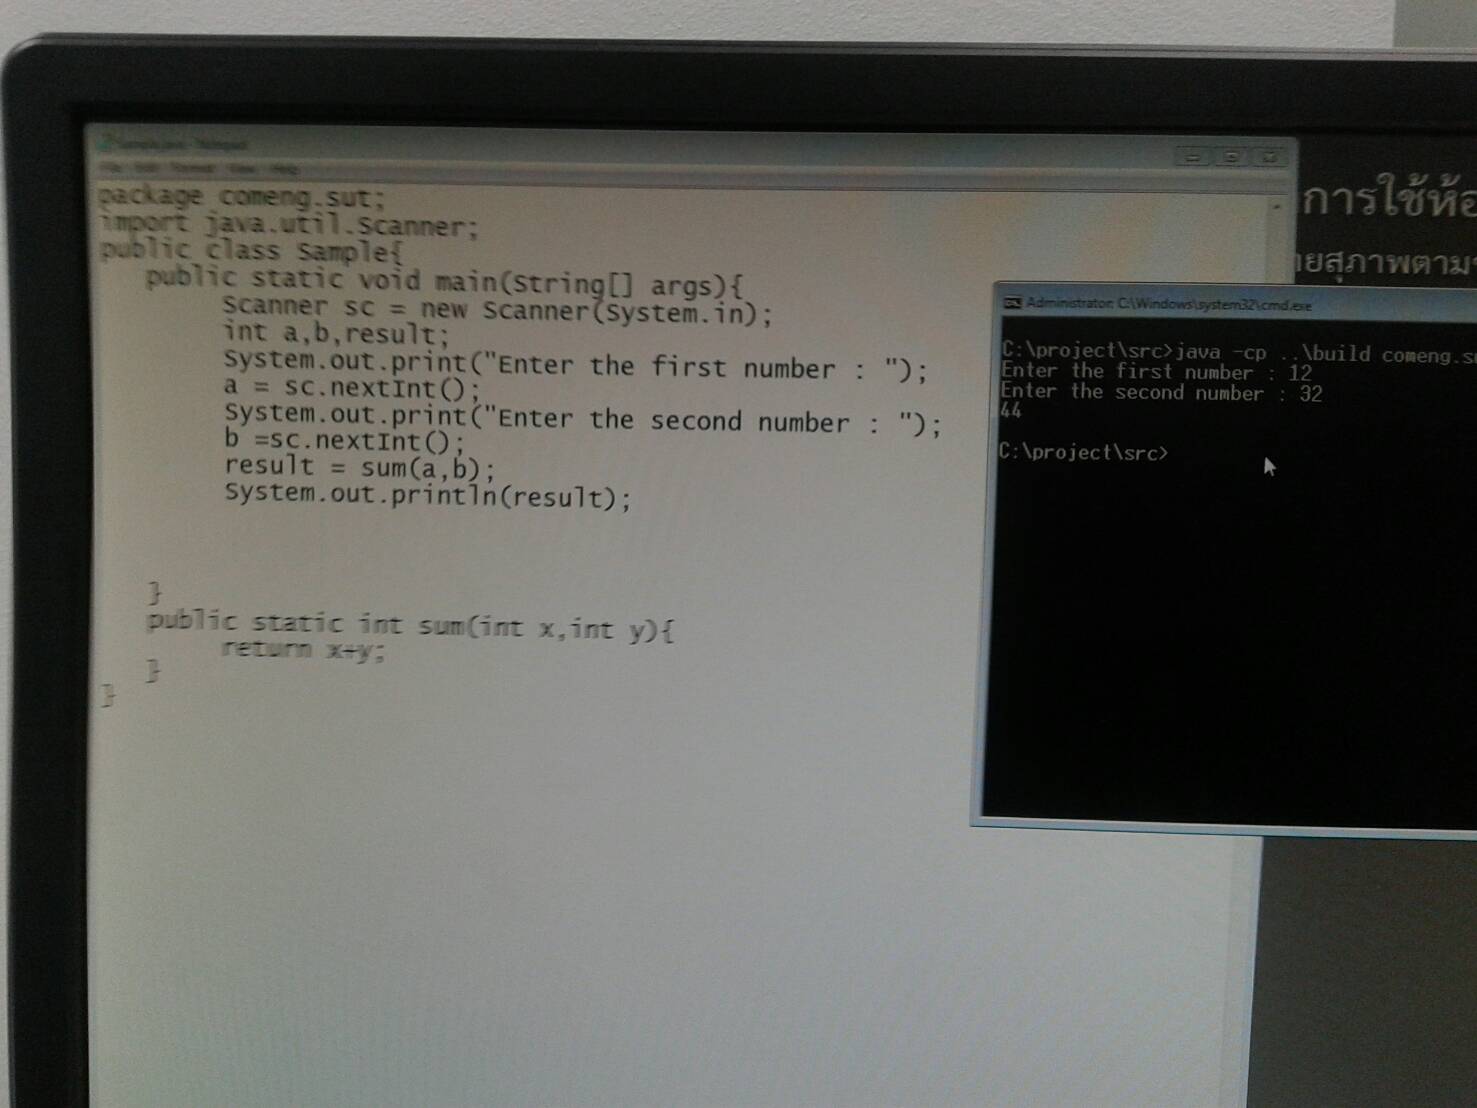 Sample.java - Notepad
File Edit Format View Help
package comeng.sut;
import java.util.Scanner;
public class Sample{
public static void main(String[] args){
Scanner sc = new Scanner(System.in);
int a,b,result;
System.out.print("Enter the first number : ");
a = sc.nextInt();
System.out.print("Enter the second number : ");
b =sc.nextInt();
result = sum(a,b);
System.out.println(result);
}
public static int sum(int x,int y){
return x+y;
}
}
การใช้ห้อ
ายสุภาพตาม
Administrator: C:\Windows\system32\cmd.exe
C:\project\src>java -cp ..\build comeng.su
Enter the first number : 12
Enter the second number : 32
44
C:\project\src>